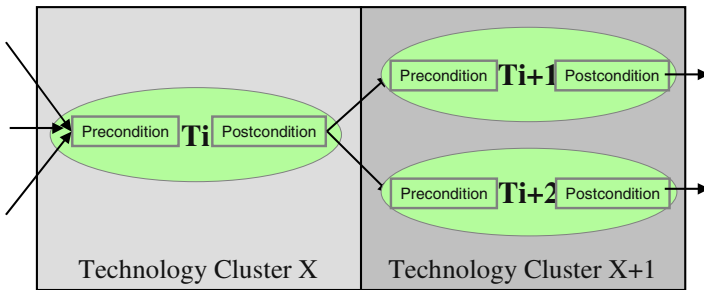 Precondition Ti Postcondition
Precondition Ti+1 Postcondition
Precondition Ti+2 Postcondition
Technology Cluster X
Technology Cluster X+1